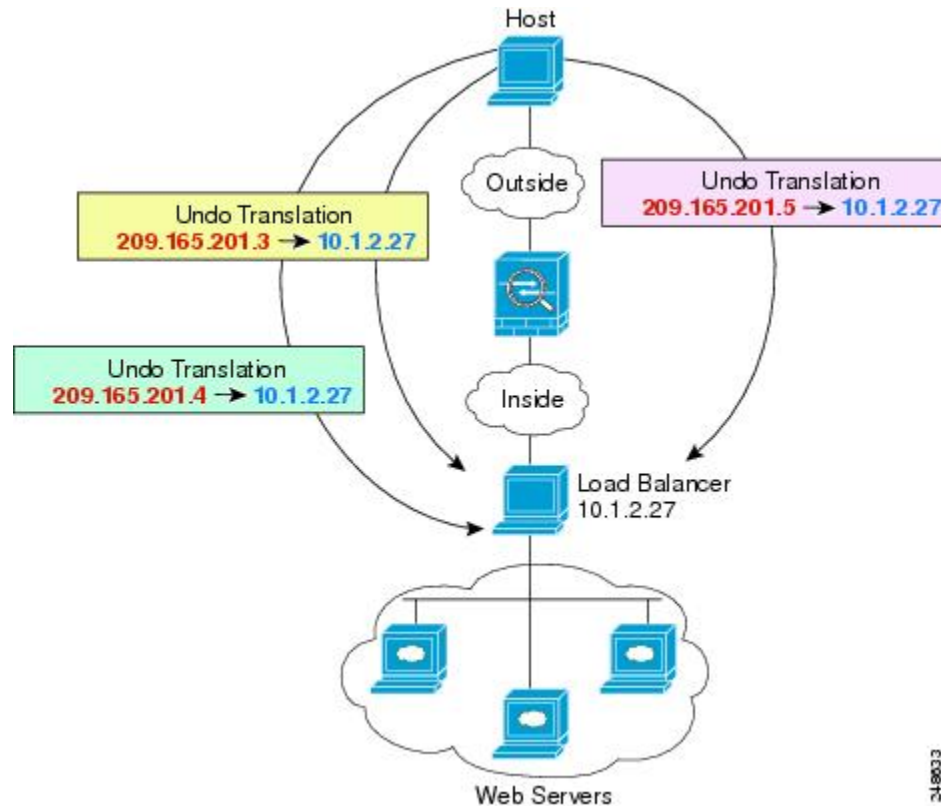 Host
Outside
Undo Translation
209.165.201.3 → 10.1.2.27
Undo Translation
209.165.201.5 → 10.1.2.27
Undo Translation
209.165.201.4 → 10.1.2.27
Inside
Load Balancer
10.1.2.27
Web Servers
248633